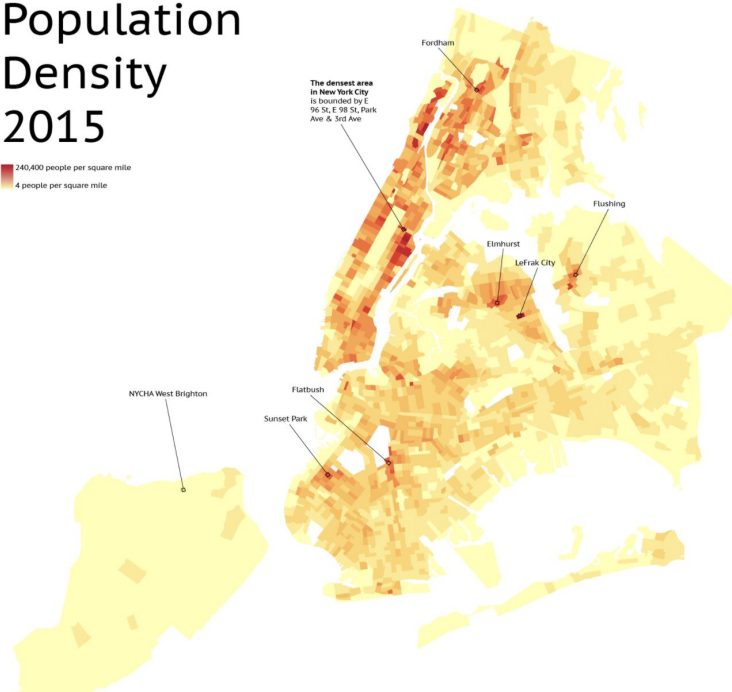 Population
Density
2015
240,400 people per square mile
4 people per square mile
Fordham
The densest area
in New York City
is bounded by E
96 St, E 98 St, Park
Ave & 3rd Ave
Flushing
Elmhurst
LeFrak City
NYCHA West Brighton
Flatbush
Sunset Park